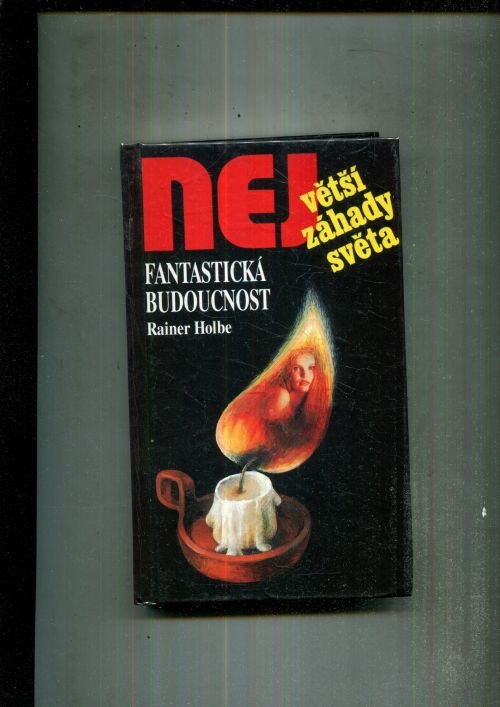 NEJ
větší
záhady
světa
FANTASTICKÁ
BUDOUCNOST
Rainer Holbe